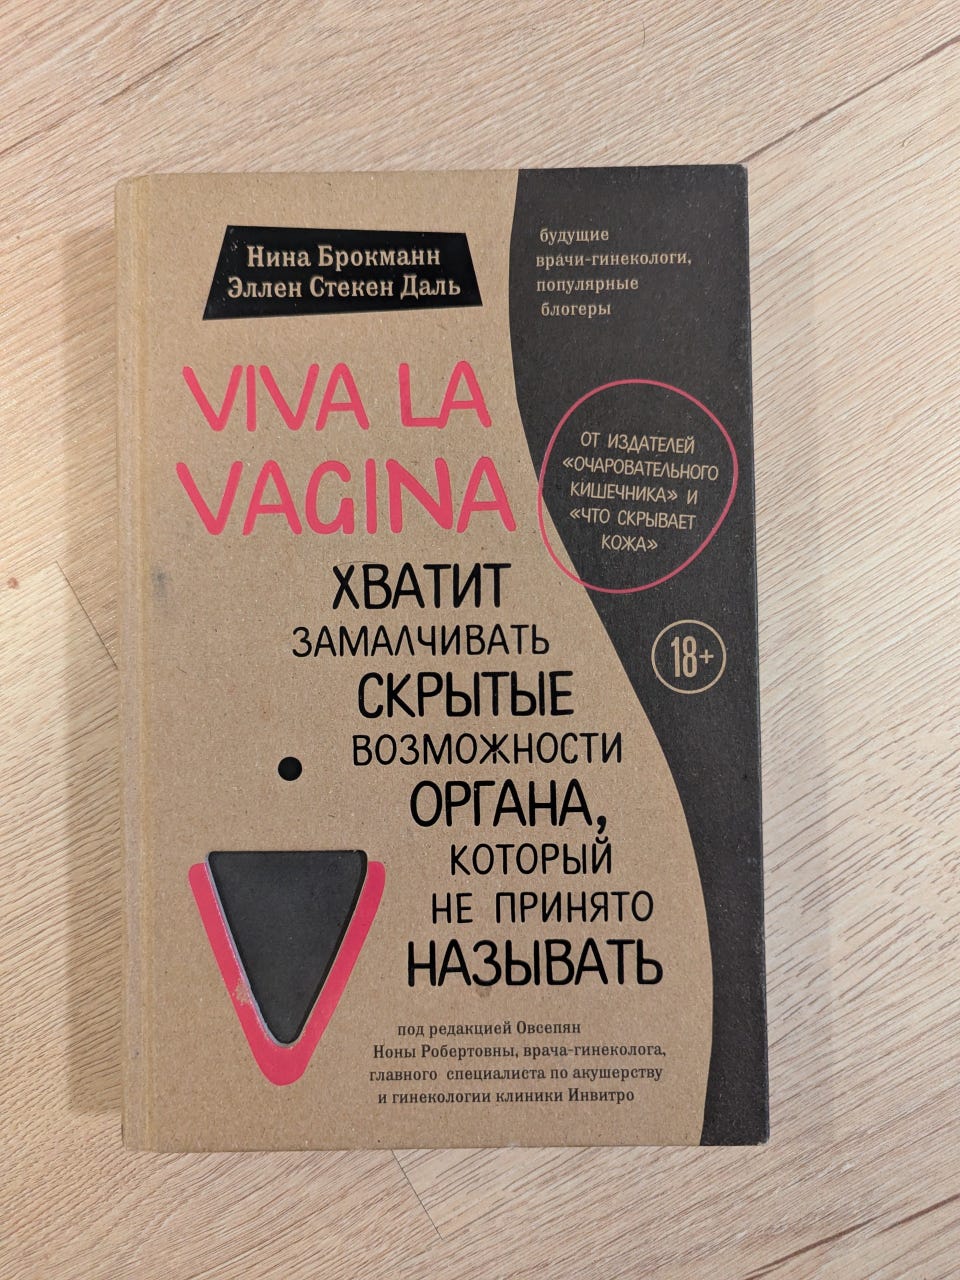 Нина Брокманн
Эллен Стекен Даль
будущие
врачи-гинекологи,
популярные
блогеры
VIVA LA
VAGINA
ОТ ИЗДАТЕЛЕЙ
«ОЧАРОВАТЕЛЬНОГО
КИШЕЧНИКА» И
«ЧТО СКРЫВАЕТ
КОЖА»
ХВАТИТ
ЗАМАЛЧИВАТЬ
СКРЫТЫЕ
ВОЗМОЖНОСТИ
ОРГАНА,
КОТОРЫЙ
НЕ ПРИНЯТО
НАЗЫВАТЬ
18+
под редакцией Овсепян
Ноны Робертовны, врача-гинеколога,
главного специалиста по акушерству
и гинекологии клиники Инвитро